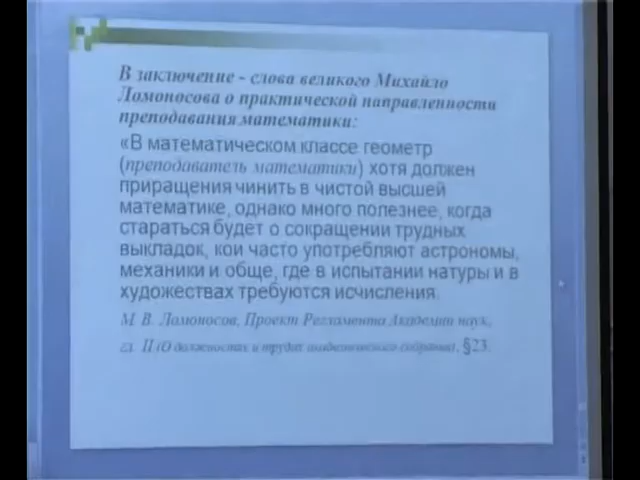 В заключение - слова великого Михайло
Ломоносова о практической направленности
преподавания математики:
«В математическом классе геометр
(преподаватель математики) хотя должен
приращения чинить в чистой высшей
математике, однако много полезнее, когда
стараться будет о сокращении трудных
выкладок, кои часто употребляют астрономы,
механики и обще, где в испытании натуры и в
художествах требуются исчисления.
М. В. Ломоносов, Проект Регламента Академии наук,
гл. II (О должностях и трудах академического собрания), §23.